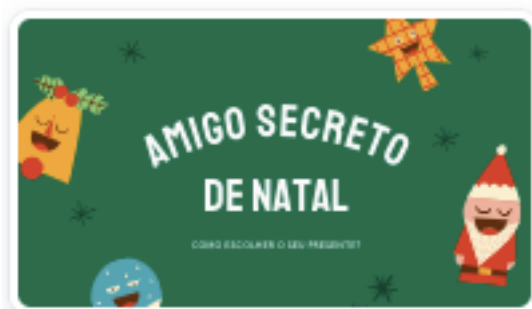 AMIGO SECRETO
DE NATAL
COMO ESCOLHER O SEU PRESENTE?